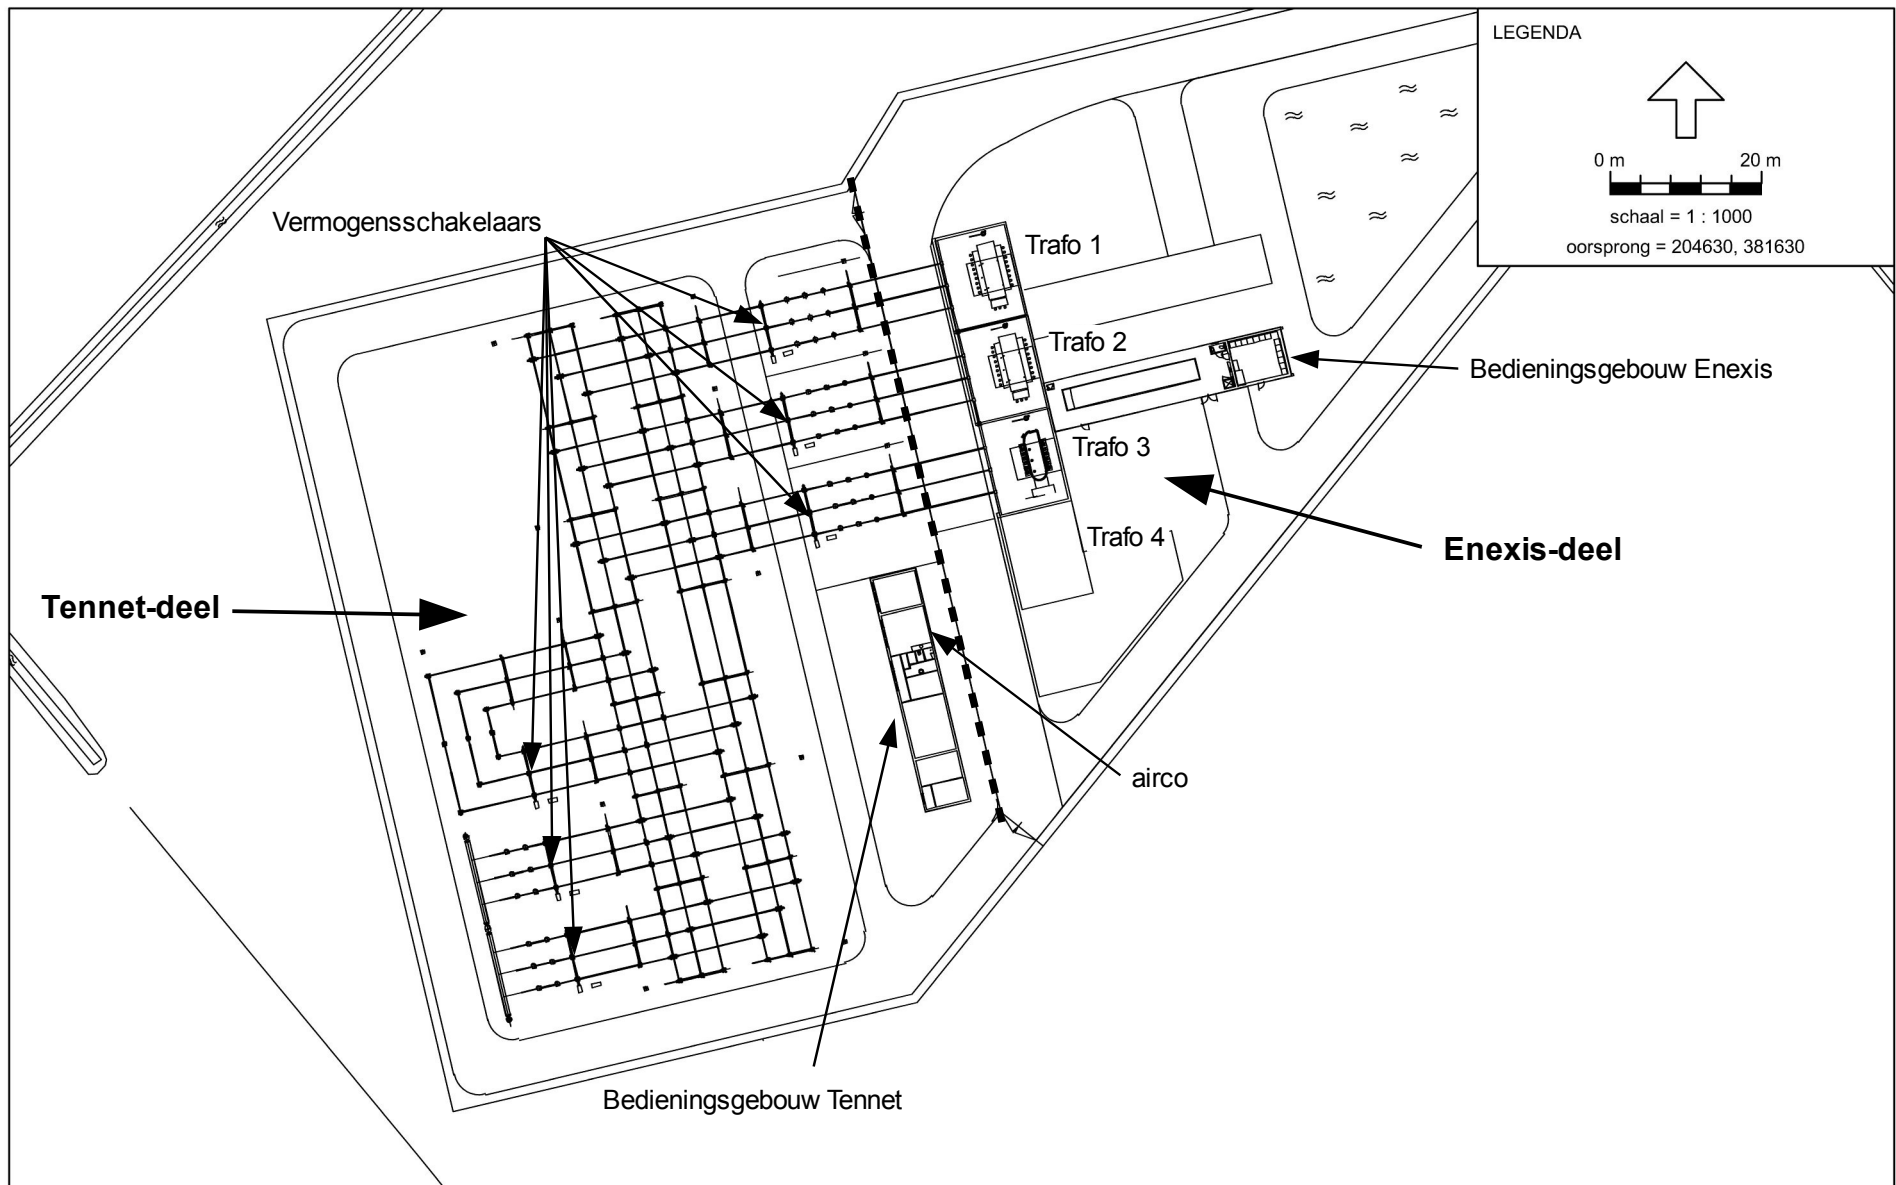 LEGENDA
0 m 20 m
schaal = 1 : 1000
oorsprong = 204630, 381630
Vermogensschakelaars
Trafo 1
Trafo 2
Bedieningsgebouw Enexis
Trafo 3
Trafo 4
Enexis-deel
Tennet-deel
airco
Bedieningsgebouw Tennet